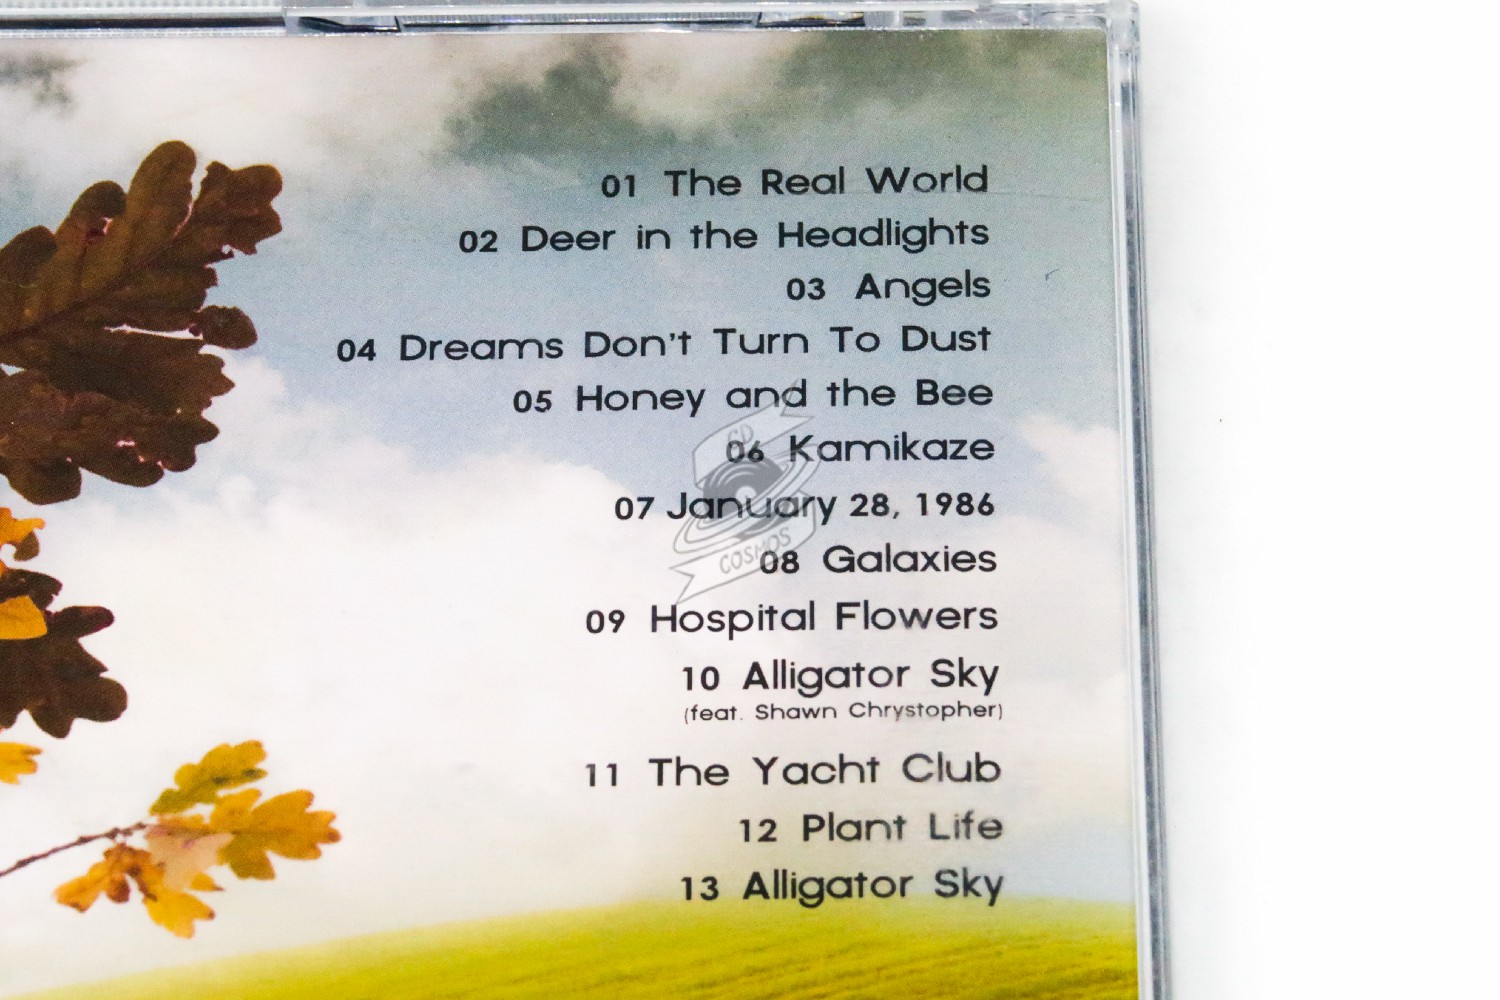 01 The Real World
02 Deer in the Headlights
03 Angels
04 Dreams Don't Turn To Dust
05 Honey and the Bee
06 Kamikaze
07 January 28, 1986
08 Galaxies
09 Hospital Flowers
10 Alligator Sky
(feat. Shawn Chrystopher)
11 The Yacht Club
12 Plant Life
13 Alligator Sky
CD
COSMOS